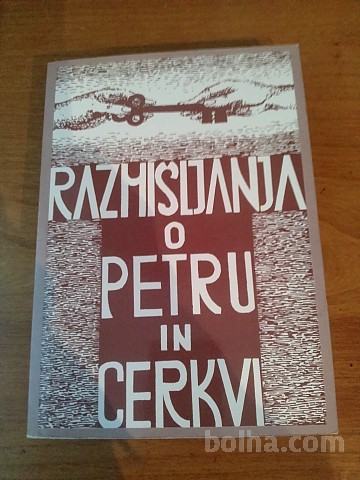 RAZMIŠLJANJA
O
PETRU
IN
CERKVI
bolha.com